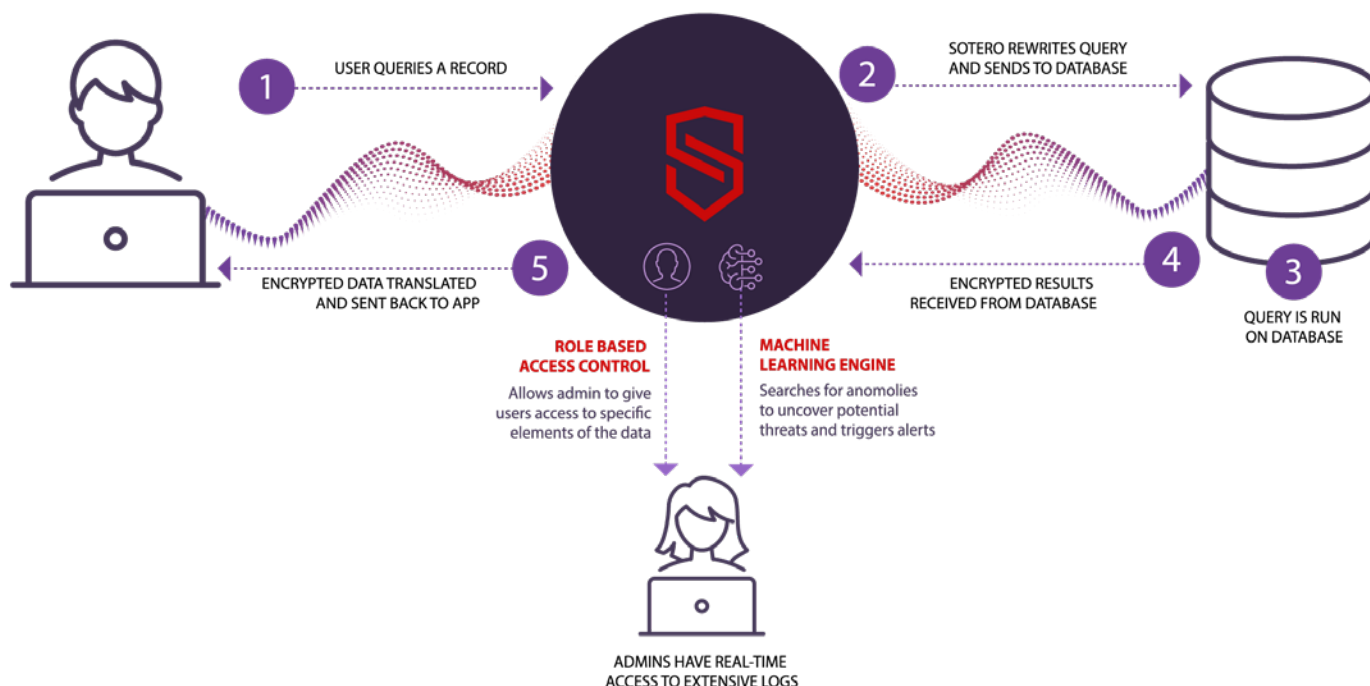 1
USER QUERIES A RECORD
2
SOTERO REWRITES QUERY
AND SENDS TO DATABASE
5
ENCRYPTED DATA TRANSLATED
AND SENT BACK TO APP
4
ENCRYPTED RESULTS
RECEIVED FROM DATABASE
3
QUERY IS RUN
ON DATABASE
ROLE BASED
ACCESS CONTROL
Allows admin to give
users access to specific
elements of the data
MACHINE
LEARNING ENGINE
Searches for anomolies
to uncover potential
threats and triggers alerts
ADMINS HAVE REAL-TIME
ACCESS TO EXTENSIVE LOGS